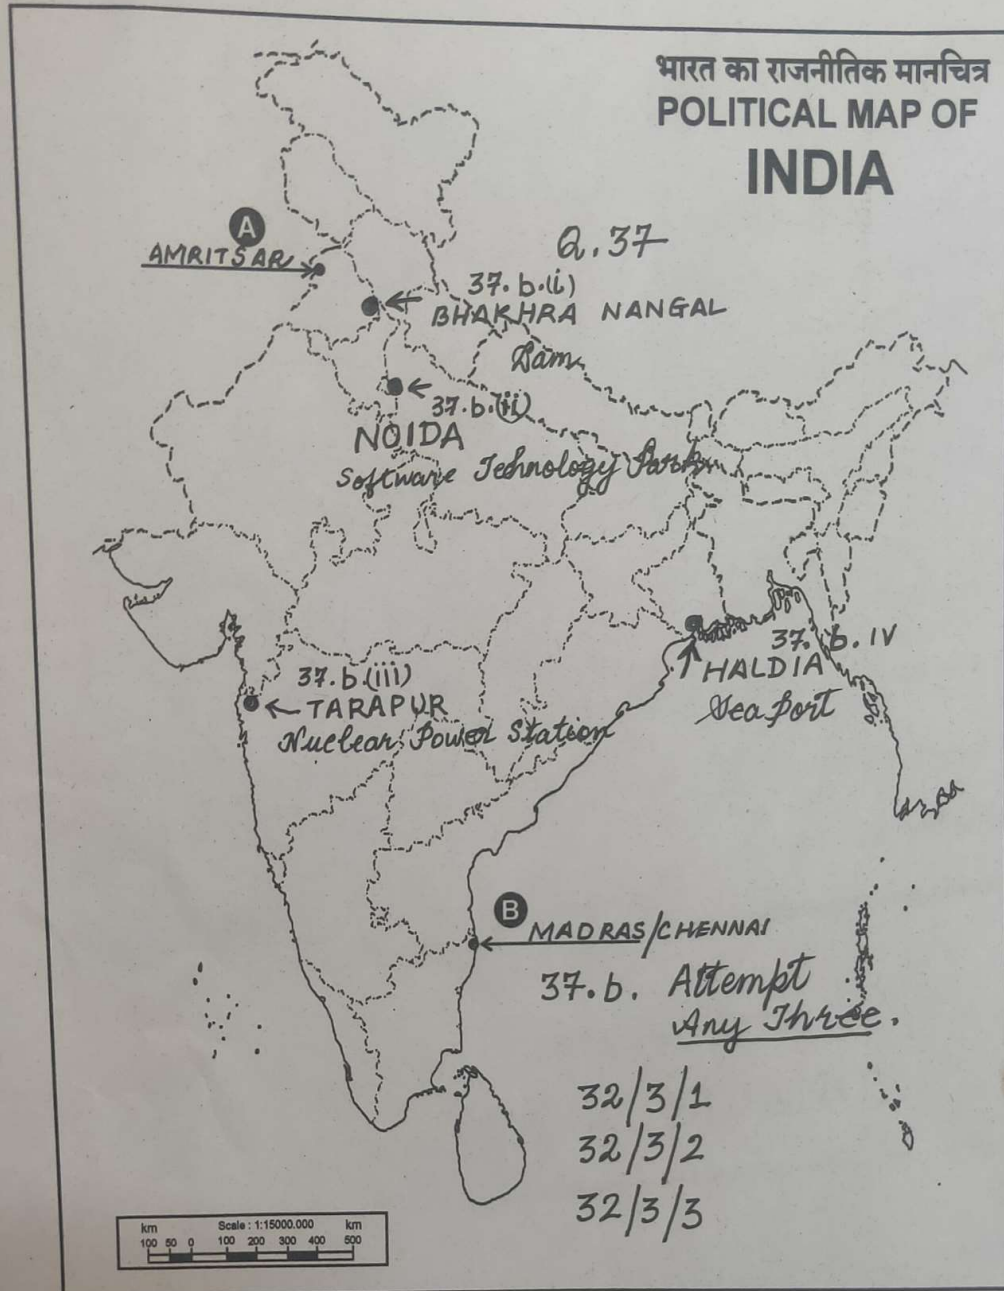 भारत का राजनीतिक मानचित्र
POLITICAL MAP OF
INDIA
A
AMRITSAR
Q.37
37. b.(i)
BHAKHRA NANGAL
Dam
37.b.(ii)
NOIDA
Software Technology Park
37.b.IV
HALDIA
Sea Port
37.b.(iii)
TARAPUR
Nuclear Power Station
B
MADRAS/CHENNAI
37.b. Attempt
Any Three.
32/3/1
32/3/2
32/3/3
km Scale : 1:15000.000 km
100 50 0 100 200 300 400 500